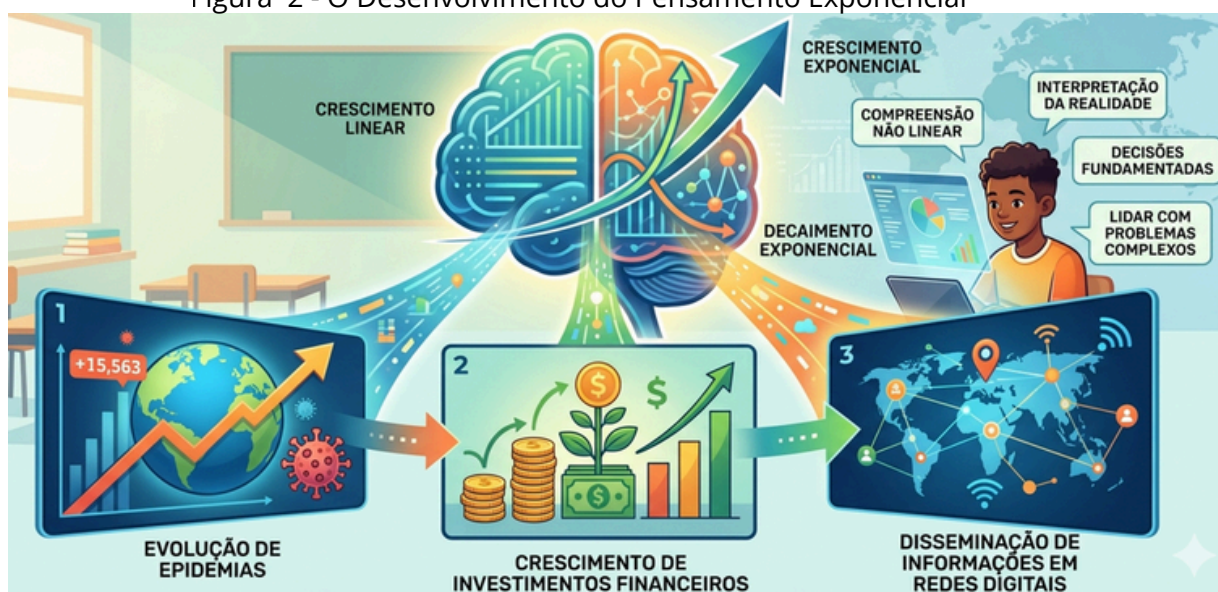 Figura 2 - O Desenvolvimento do Pensamento Exponencial
CRESCIMENTO
LINEAR
CRESCIMENTO
EXPONENCIAL
DECAIMENTO
EXPONENCIAL
COMPREENSÃO
NÃO LINEAR
INTERPRETAÇÃO
DA REALIDADE
DECISÕES
FUNDAMENTADAS
LIDAR COM
PROBLEMAS
COMPLEXOS
1
+15,563
EVOLUÇÃO DE
EPIDEMIAS
2
$
$
$
CRESCIMENTO DE
INVESTIMENTOS FINANCEIROS
3
DISSEMINAÇÃO DE
INFORMAÇÕES EM
REDES DIGITAIS